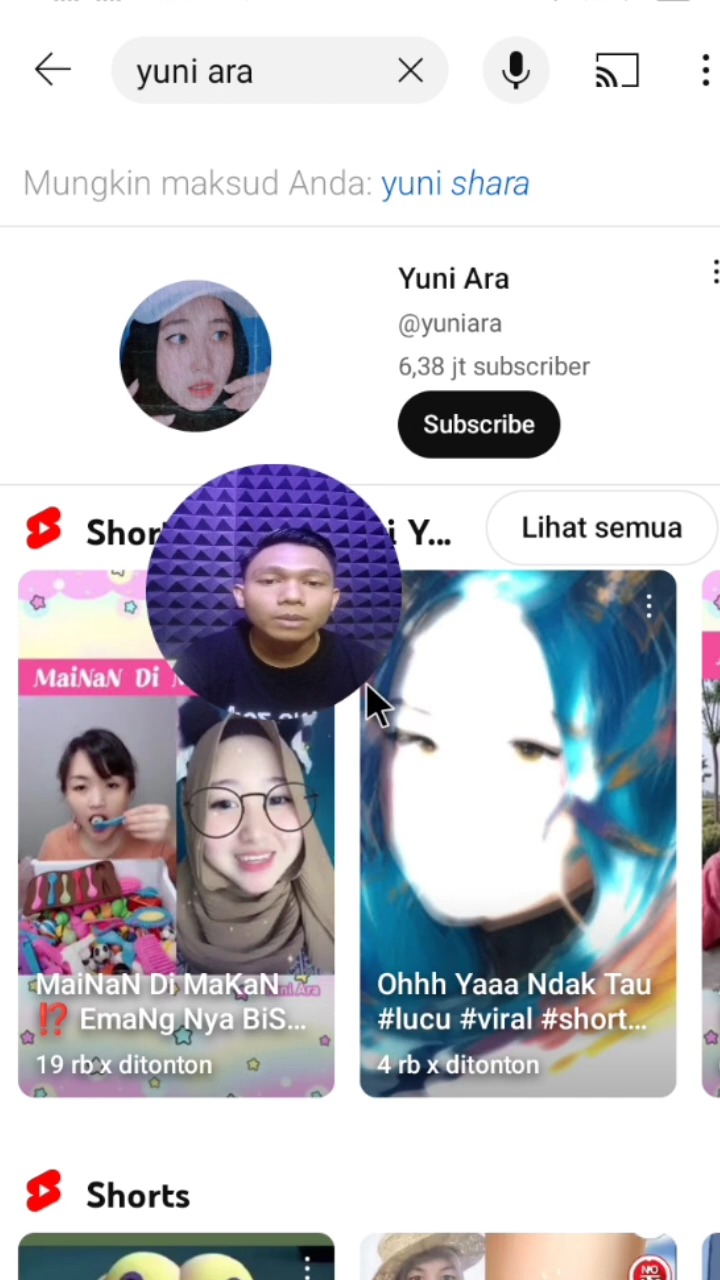 yuni ara
Mungkin maksud Anda: yuni shara
Yuni Ara
@yuniara
6,38 jt subscriber
Subscribe
Y...
Lihat semua
MaiNaN Di
MaiNaN Di MaKaN
⁉️ EmaNg Nya BiS...
19 rb x ditonton
Ohhh Yaaa Ndak Tau
#lucu #viral #short...
4 rb x ditonton
Shorts